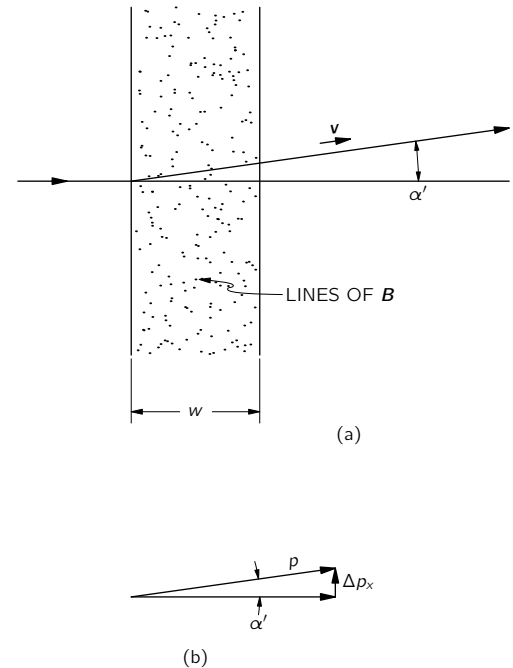 v
α′
LINES OF B
w
(a)
p
Δpₓ
α′
(b)